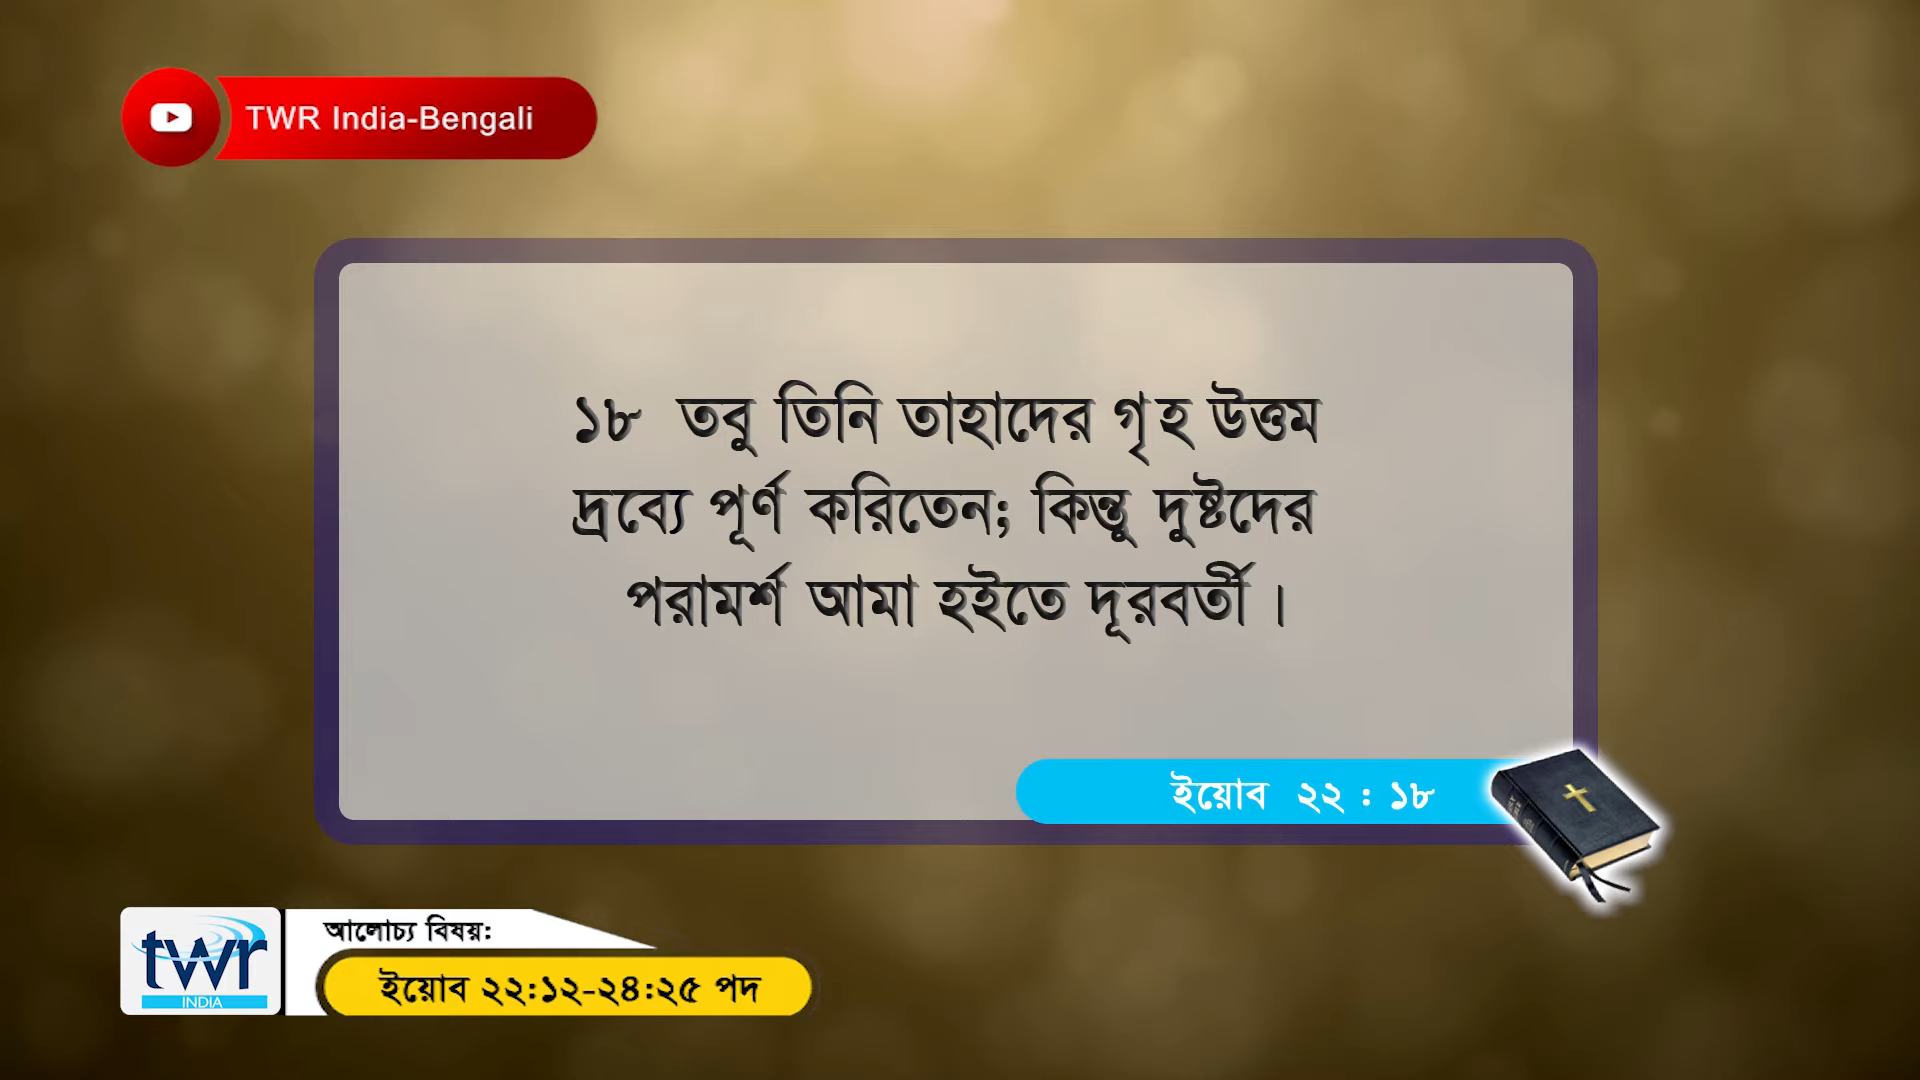 TWR India-Bengali
১৮ তবু তিনি তাহাদের গৃহ উত্তম
দ্রব্যে পূর্ণ করিতেন; কিন্তু দুষ্টদের
পরামর্শ আমা হইতে দূরবর্তী।
ইয়োব ২২ : ১৮
twr
INDIA
আলোচ্য বিষয়:
ইয়োব ২২:১২-২৪:২৫ পদ